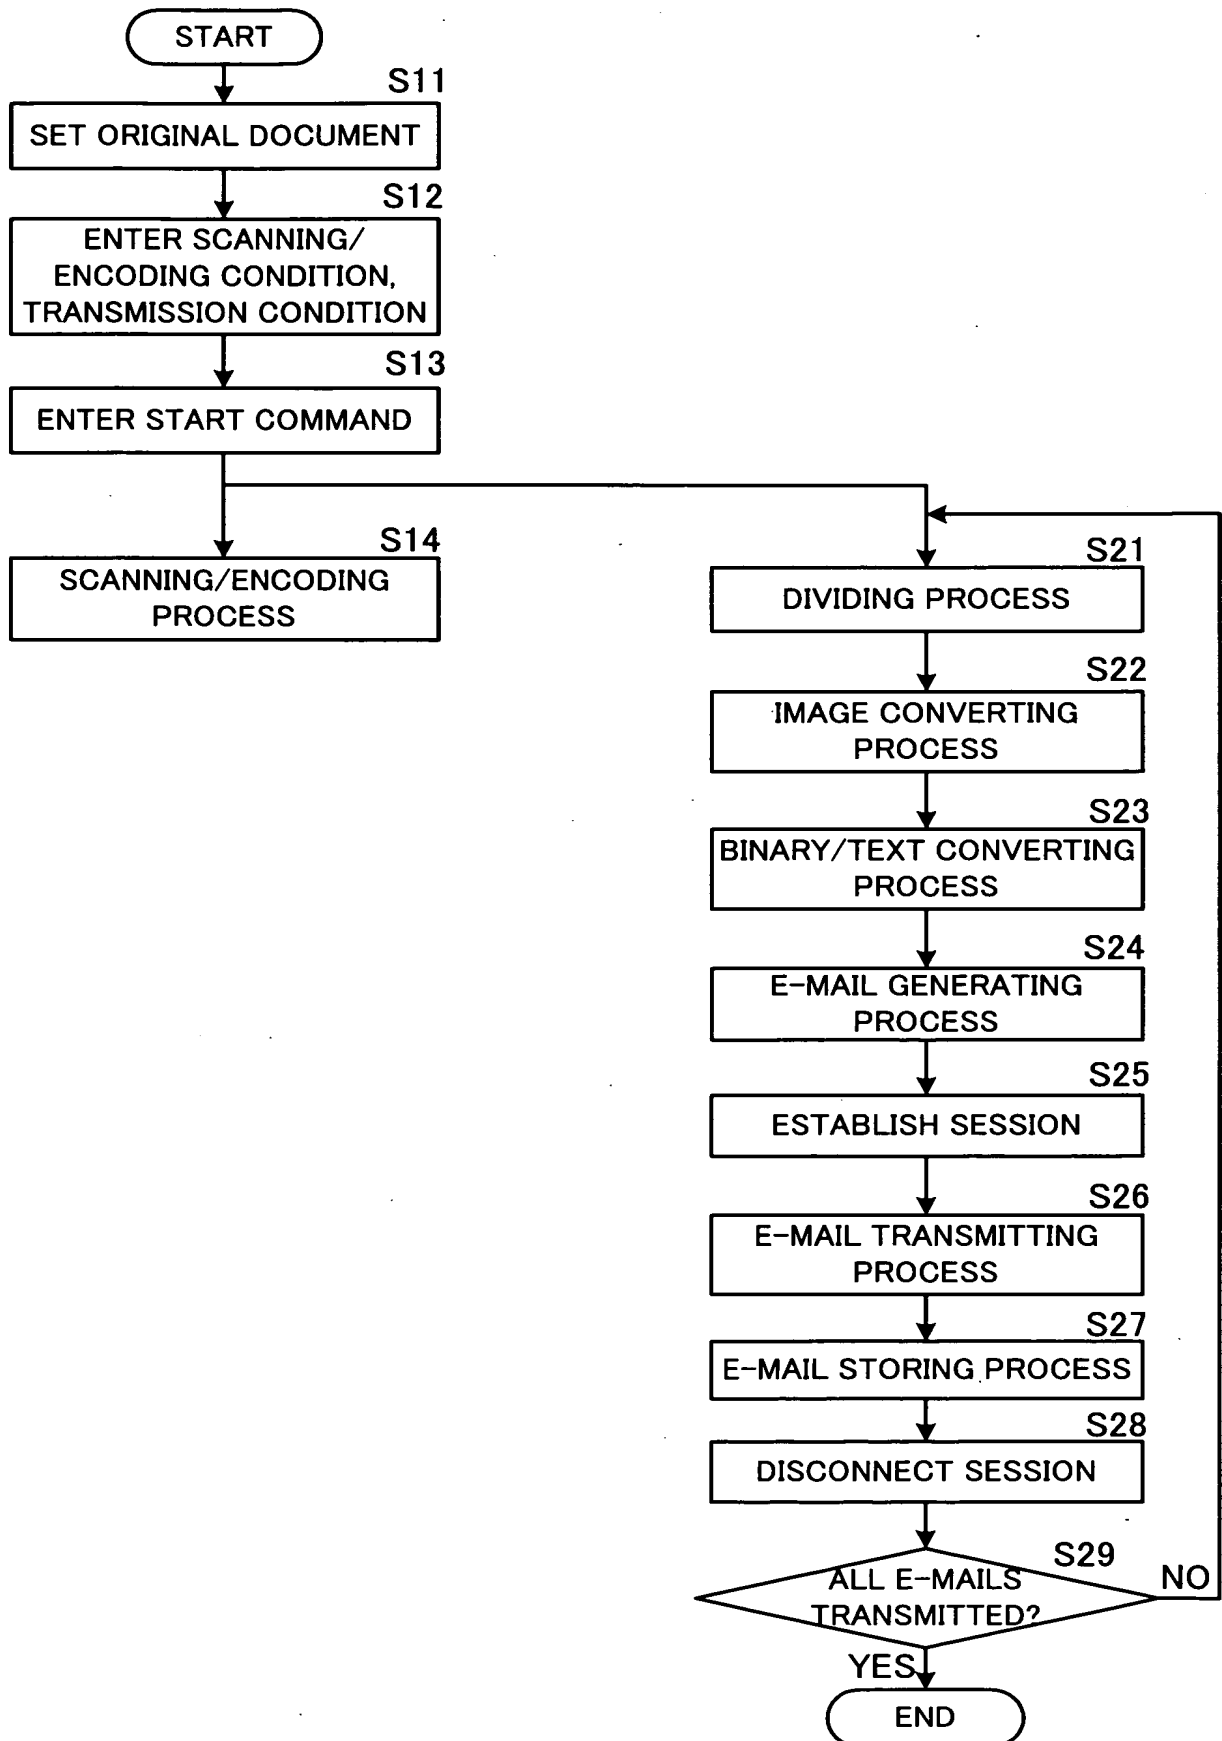 START
S11
SET ORIGINAL DOCUMENT
S12
ENTER SCANNING/
ENCODING CONDITION,
TRANSMISSION CONDITION
S13
ENTER START COMMAND
S14
SCANNING/ENCODING
PROCESS
S21
DIVIDING PROCESS
S22
IMAGE CONVERTING
PROCESS
S23
BINARY/TEXT CONVERTING
PROCESS
S24
E-MAIL GENERATING
PROCESS
S25
ESTABLISH SESSION
S26
E-MAIL TRANSMITTING
PROCESS
S27
E-MAIL STORING PROCESS
S28
DISCONNECT SESSION
S29
ALL E-MAILS
TRANSMITTED?
NO
YES
END